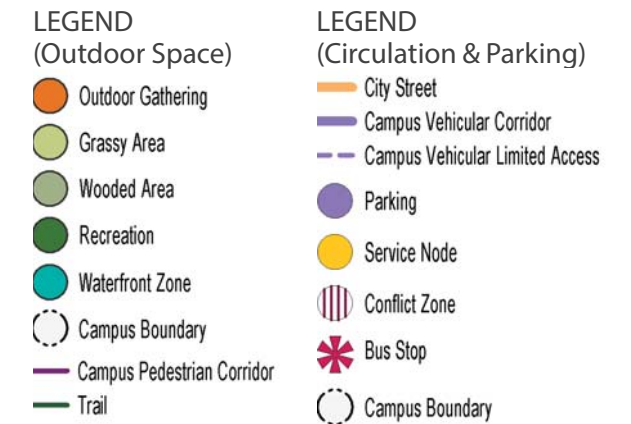 LEGEND
(Outdoor Space)
Outdoor Gathering
Grassy Area
Wooded Area
Recreation
Waterfront Zone
Campus Boundary
Campus Pedestrian Corridor
Trail
LEGEND
(Circulation & Parking)
City Street
Campus Vehicular Corridor
Campus Vehicular Limited Access
Parking
Service Node
Conflict Zone
Bus Stop
Campus Boundary